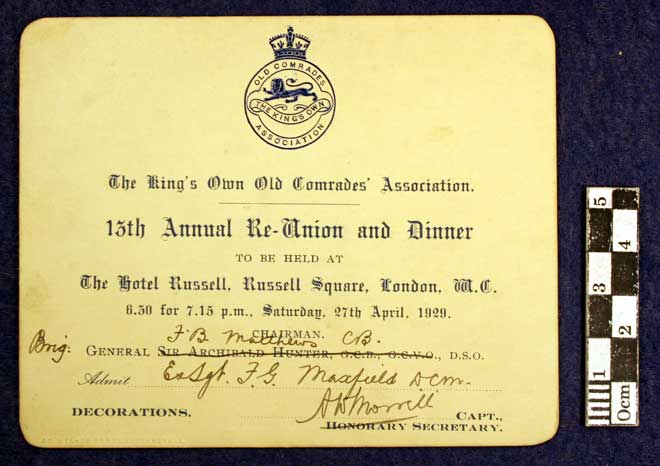 OLD COMRADES
THE KING'S OWN
ASSOCIATION
The King's Own Old Comrades' Association.
13th Annual Re-Union and Dinner
TO BE HELD AT
The Hotel Russell, Russell Square, London, W.C.
6.30 for 7.15 p.m., Saturday, 27th April, 1929.
CHAIRMAN.
F. B. Matthews CB.
Brig: GENERAL SIR ARCHIBALD HUNTER, G.C.B., G.C.V.O., D.S.O.
Admit Ex Sgt. F. G. Maxfield DCM.
DECORATIONS. CAPT.,
HONORARY SECRETARY.
5
4
3
2
1
0cm